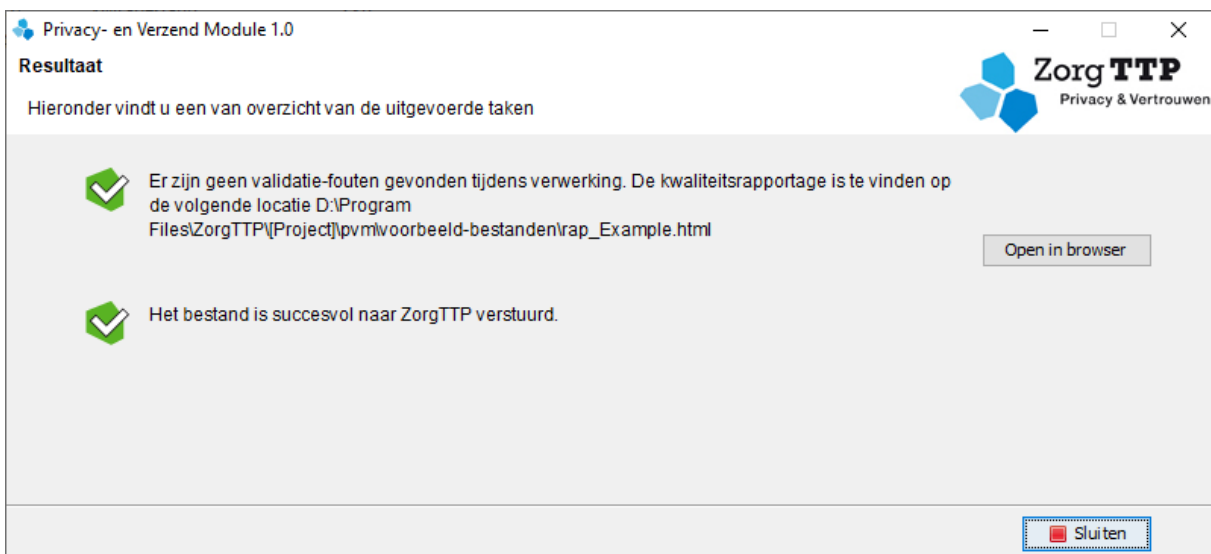 Privacy- en Verzend Module 1.0
Resultaat
Hieronder vindt u een van overzicht van de uitgevoerde taken
Zorg TTP
Privacy & Vertrouwen
Er zijn geen validatie-fouten gevonden tijdens verwerking. De kwaliteitsrapportage is te vinden op
de volgende locatie D:\Program
Files\ZorgTTP\[Project]\pvm\voorbeeld-bestanden\rap_Example.html
Open in browser
Het bestand is succesvol naar ZorgTTP verstuurd.
Sluiten